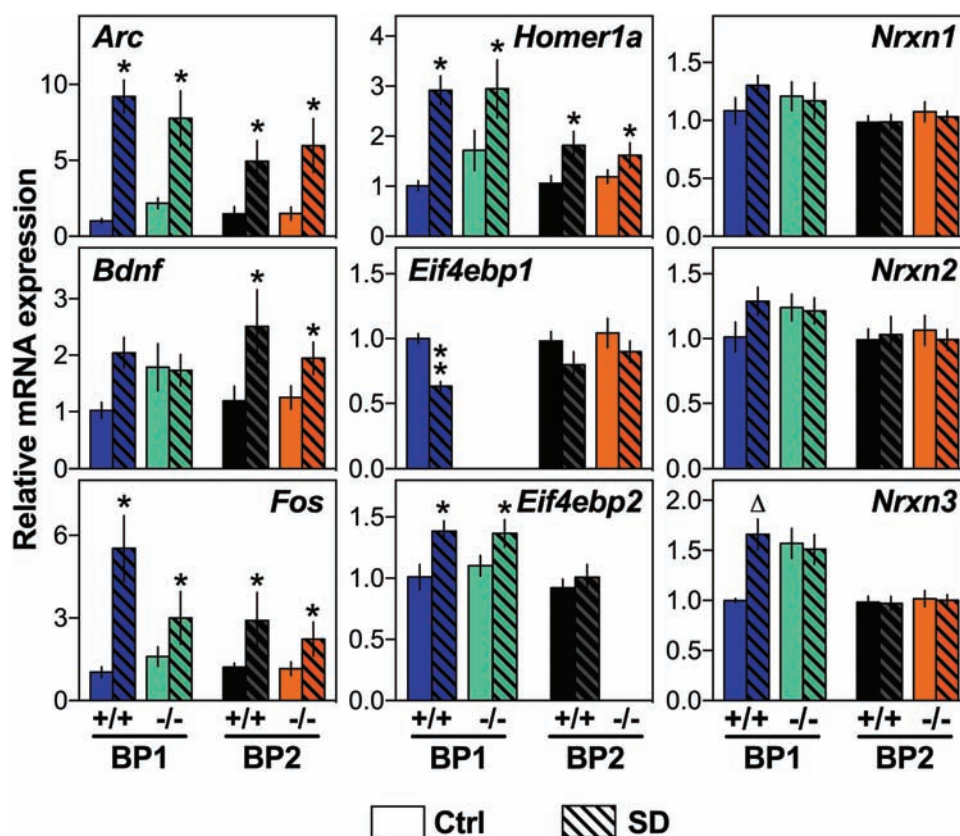 Relative mRNA expression
Arc
10
5
0
*
*
*
*
Homer1a
4
3
2
1
0
*
*
*
*
Nrxn1
1.5
1.0
0.5
0.0
Bdnf
3
2
1
0
*
*
Eif4ebp1
1.5
1.0
0.5
0.0
**
Nrxn2
1.5
1.0
0.5
0.0
Fos
6
3
0
*
*
*
*
Eif4ebp2
1.5
1.0
0.5
0.0
*
*
Nrxn3
2.0
1.5
1.0
0.5
0.0
Δ
+/+ -/- +/+ -/-
BP1 BP2
+/+ -/- +/+ -/-
BP1 BP2
+/+ -/- +/+ -/-
BP1 BP2
Ctrl SD